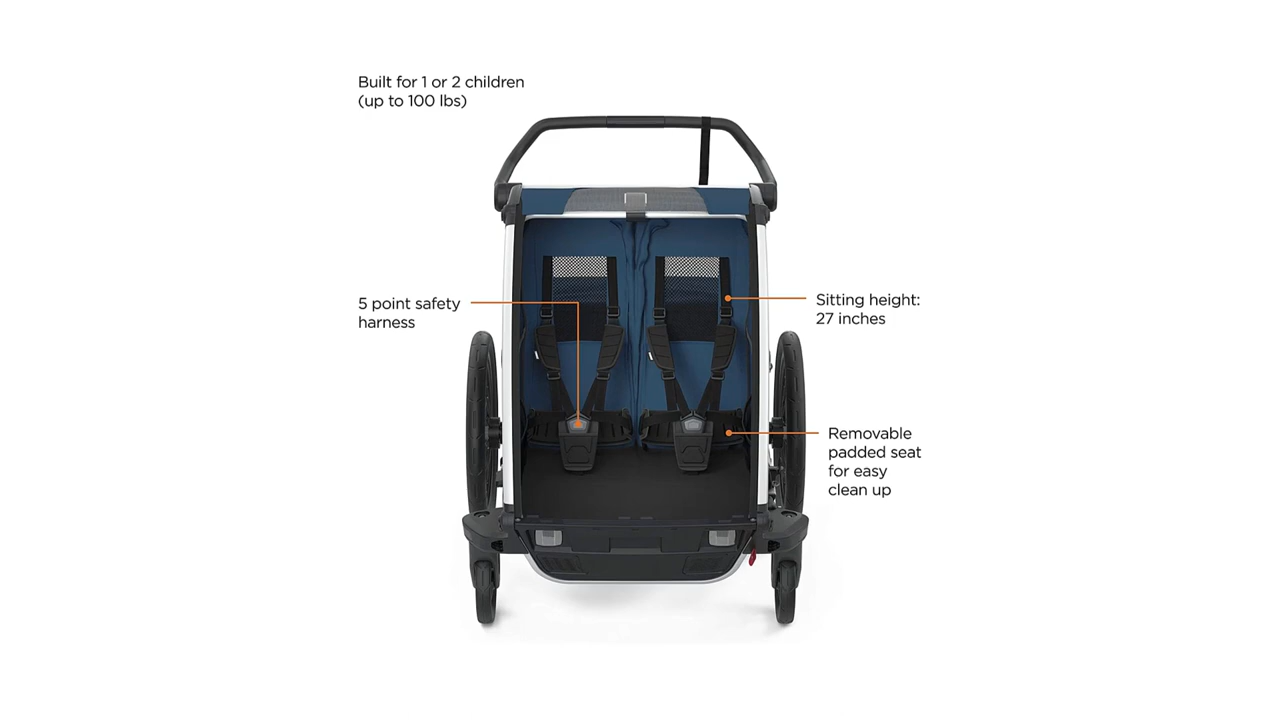 Built for 1 or 2 children
(up to 100 lbs)
5 point safety
harness
Sitting height:
27 inches
Removable
padded seat
for easy
clean up